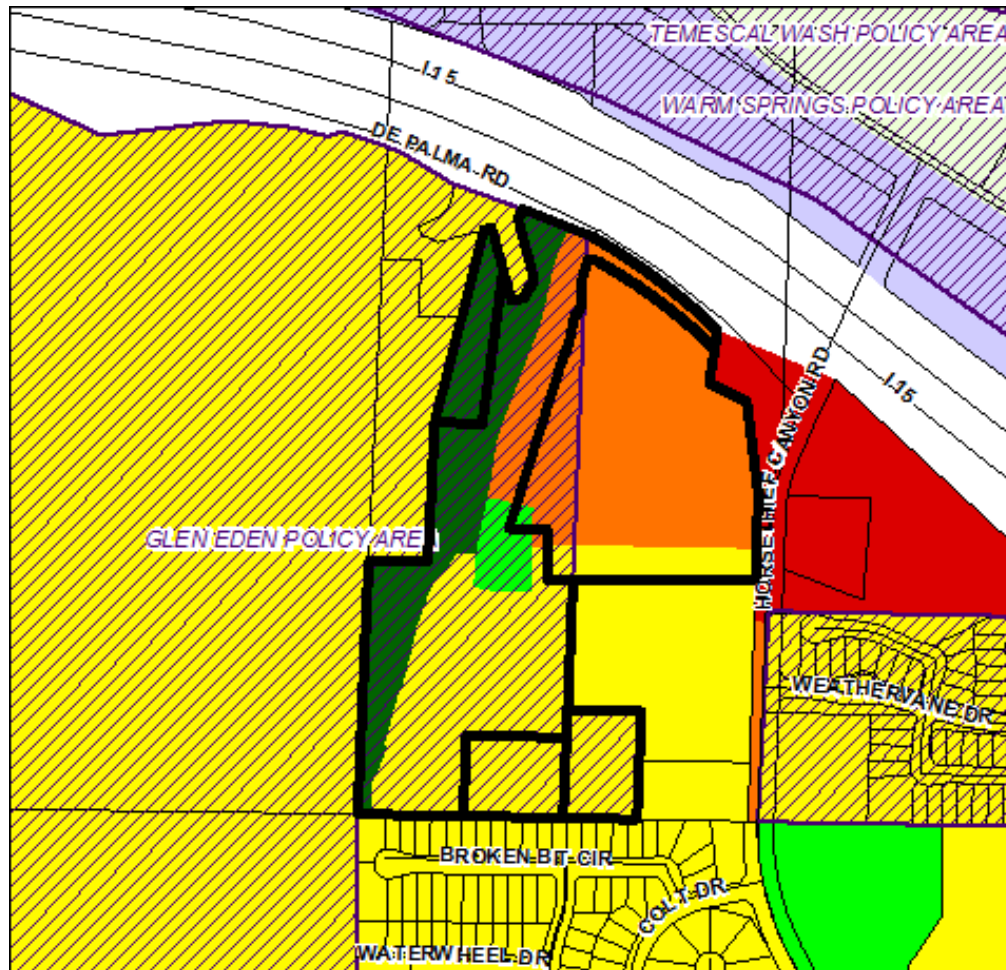 TEMESCAL WASH POLICY AREA
I-15
WARM SPRINGS POLICY AREA
DE PALMA RD
I-15
HORSETHIEF CANYON RD
GLEN EDEN POLICY AREA
WEATHERVANE DR
BROKEN BIT CIR
COLT DR
WATERWHEEL DR